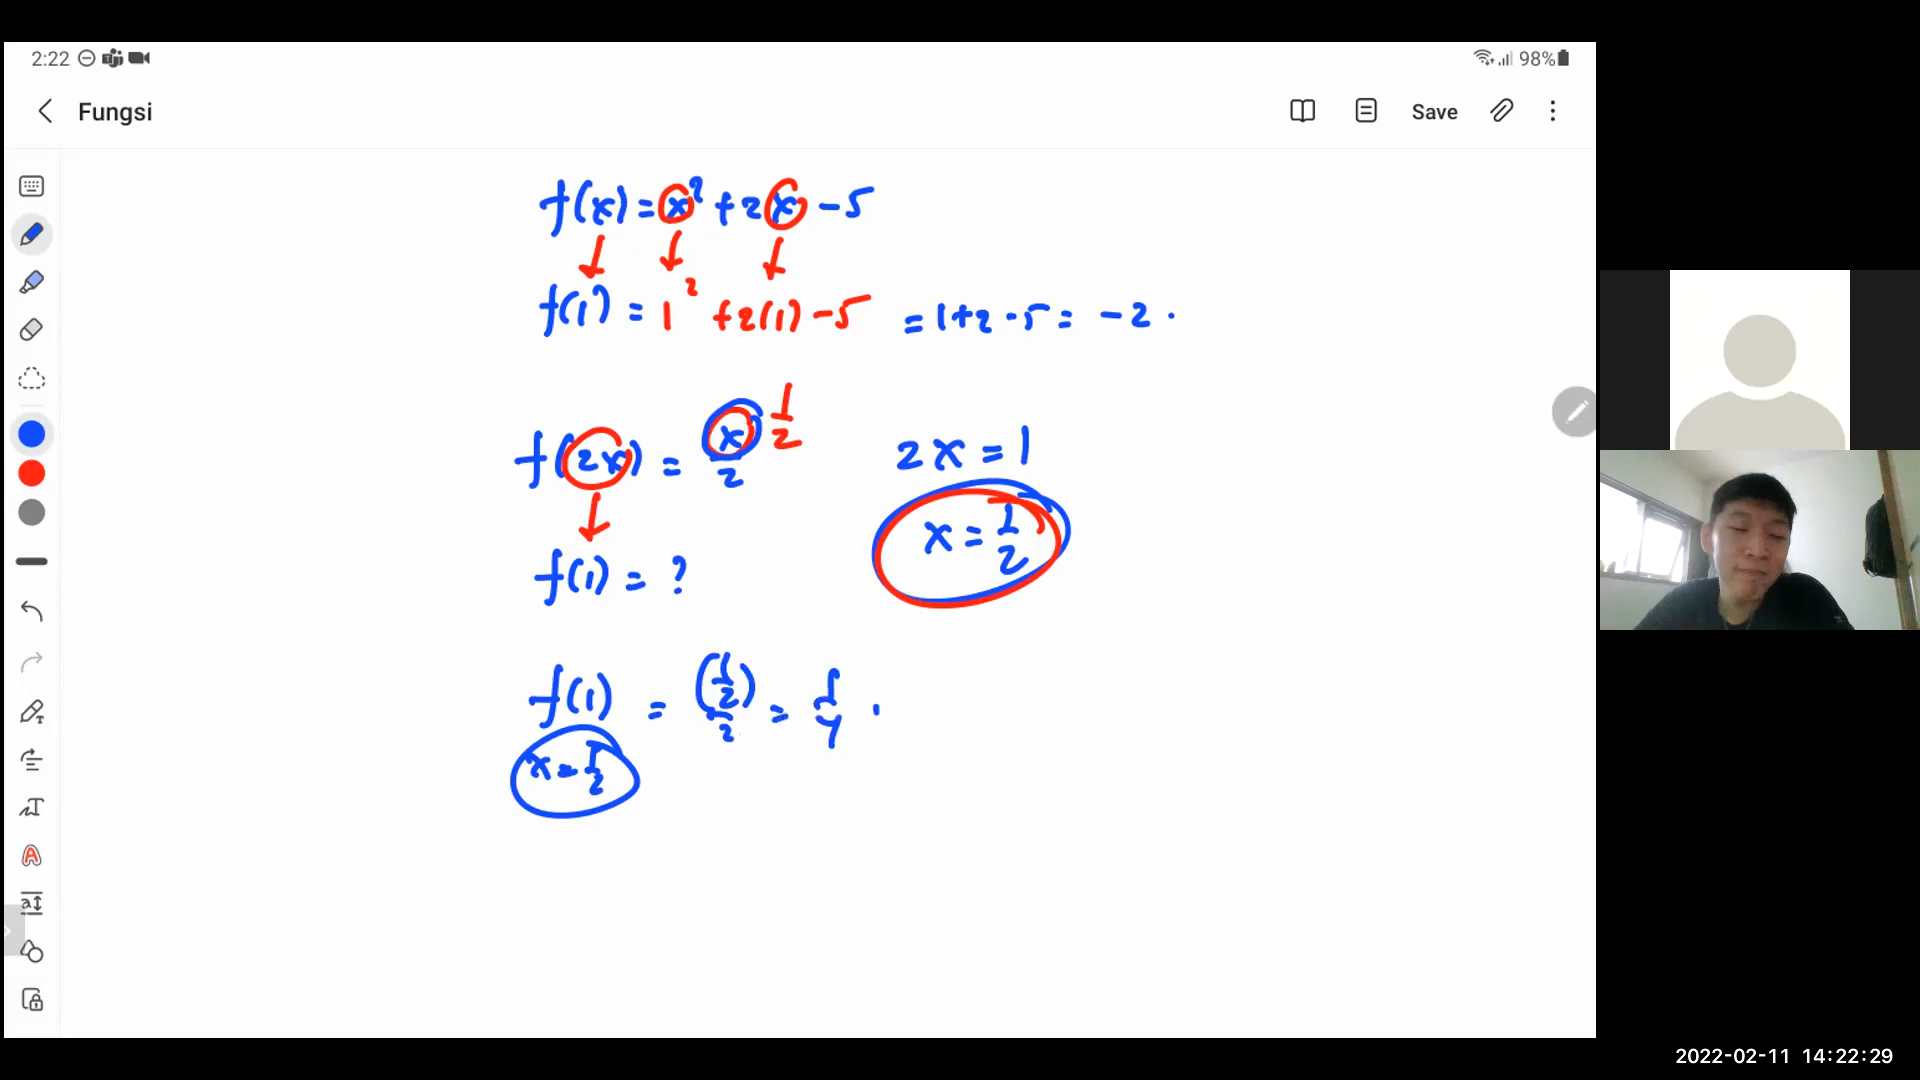 2:22 98%
Fungsi Save
f(x) = x² + 2x - 5
f(1) = 1² + 2(1) - 5 = 1+2-5 = -2.
f(2x) = x/2 1/2 2x = 1
x = 1/2
f(1) = ?
f(1) = (1/2)/2 = 1/4.
x = 1/2
2022-02-11 14:22:29